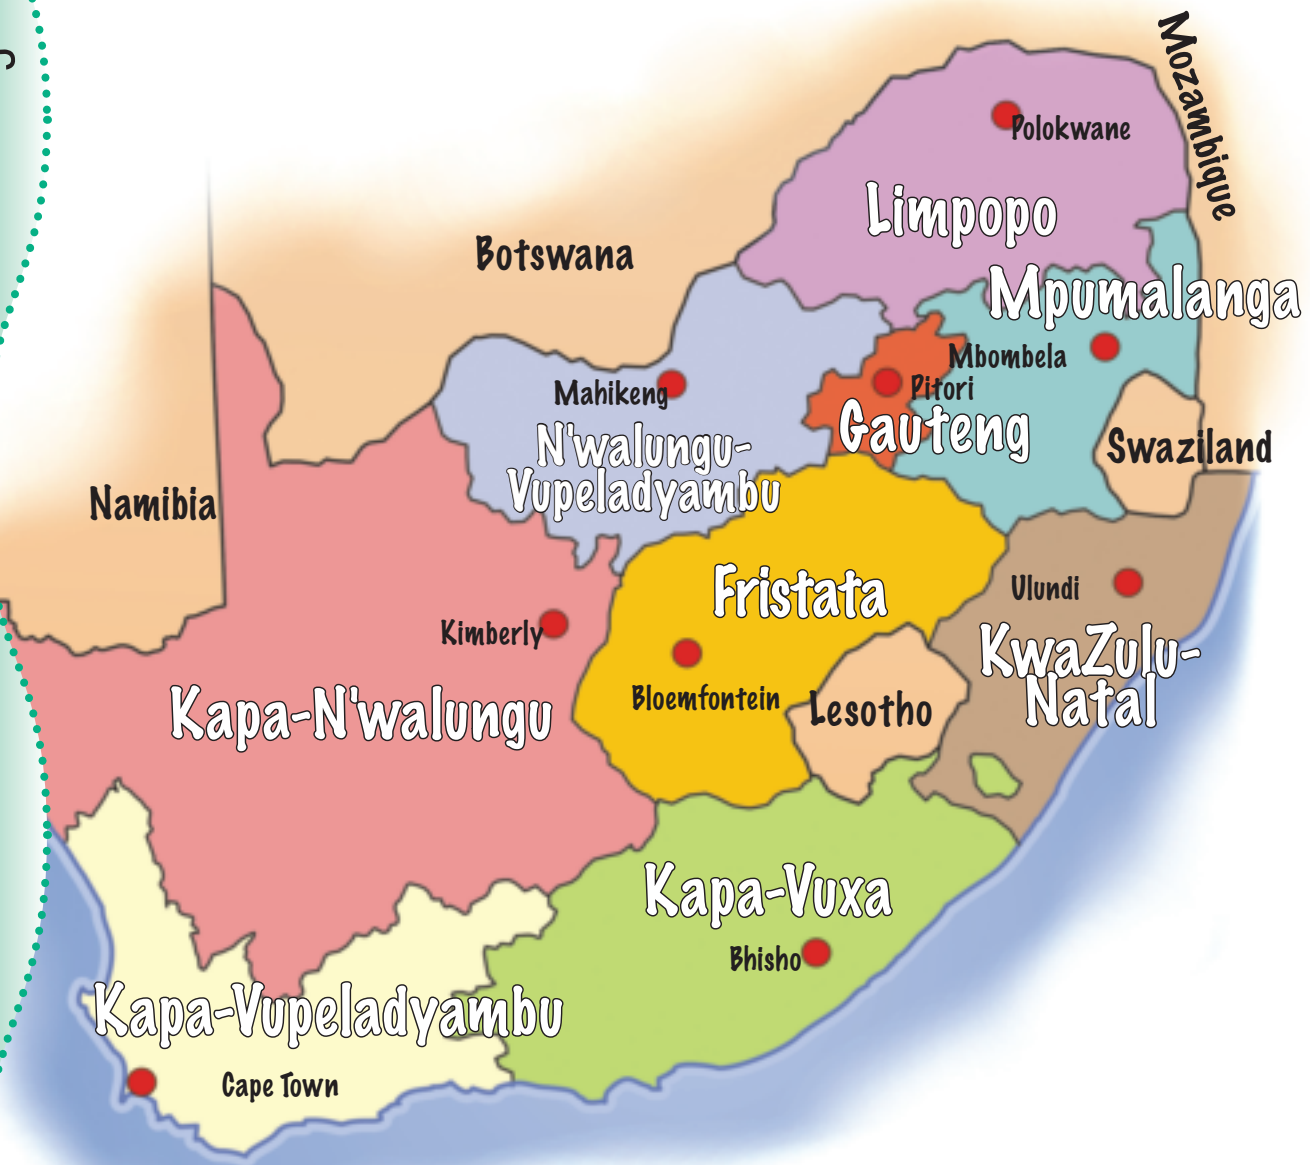 Mozambique
Polokwane
Limpopo
Botswana
Mpumalanga
Mbombela
Mahikeng
Pitori
Gauteng
N'walungu-
Vupeladyambu
Swaziland
Namibia
Fristata
Ulundi
Kimberly
KwaZulu-
Natal
Bloemfontein
Lesotho
Kapa-N'walungu
Kapa-Vuxa
Bhisho
Kapa-Vupeladyambu
Cape Town